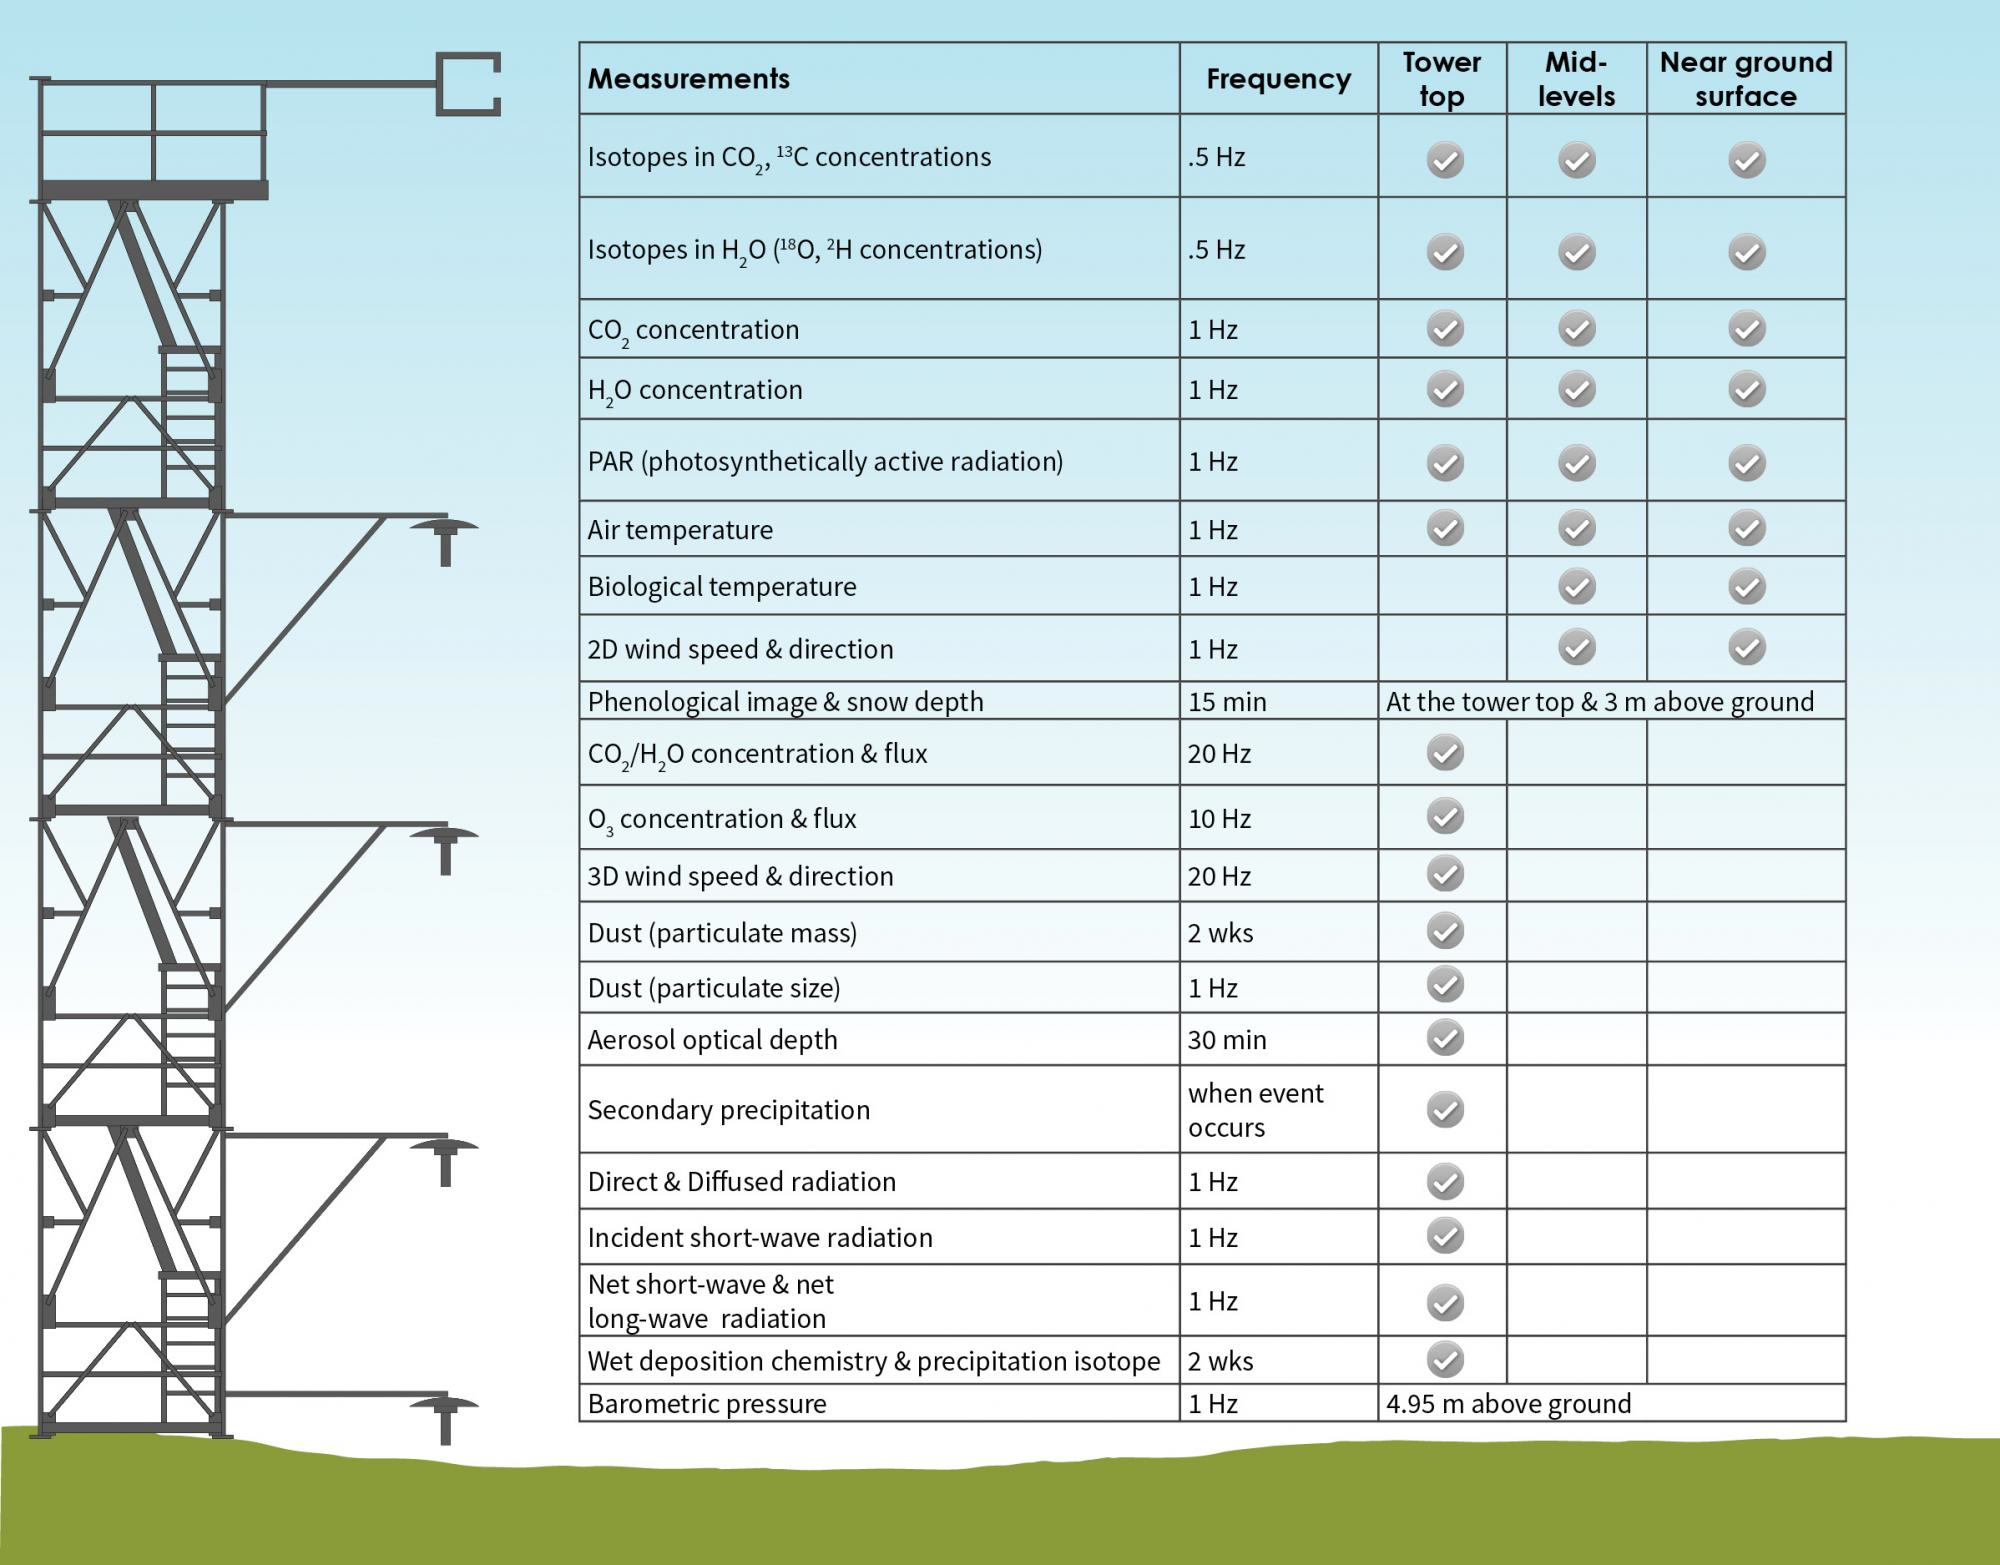 Measurements Frequency Tower top Mid-levels Near ground surface
Isotopes in CO₂, ¹³C concentrations .5 Hz
Isotopes in H₂O (¹⁸O, ²H concentrations) .5 Hz
CO₂ concentration 1 Hz
H₂O concentration 1 Hz
PAR (photosynthetically active radiation) 1 Hz
Air temperature 1 Hz
Biological temperature 1 Hz
2D wind speed & direction 1 Hz
Phenological image & snow depth 15 min At the tower top & 3 m above ground
CO₂/H₂O concentration & flux 20 Hz
O₃ concentration & flux 10 Hz
3D wind speed & direction 20 Hz
Dust (particulate mass) 2 wks
Dust (particulate size) 1 Hz
Aerosol optical depth 30 min
Secondary precipitation when event occurs
Direct & Diffused radiation 1 Hz
Incident short-wave radiation 1 Hz
Net short-wave & net
long-wave radiation 1 Hz
Wet deposition chemistry & precipitation isotope 2 wks
Barometric pressure 1 Hz 4.95 m above ground